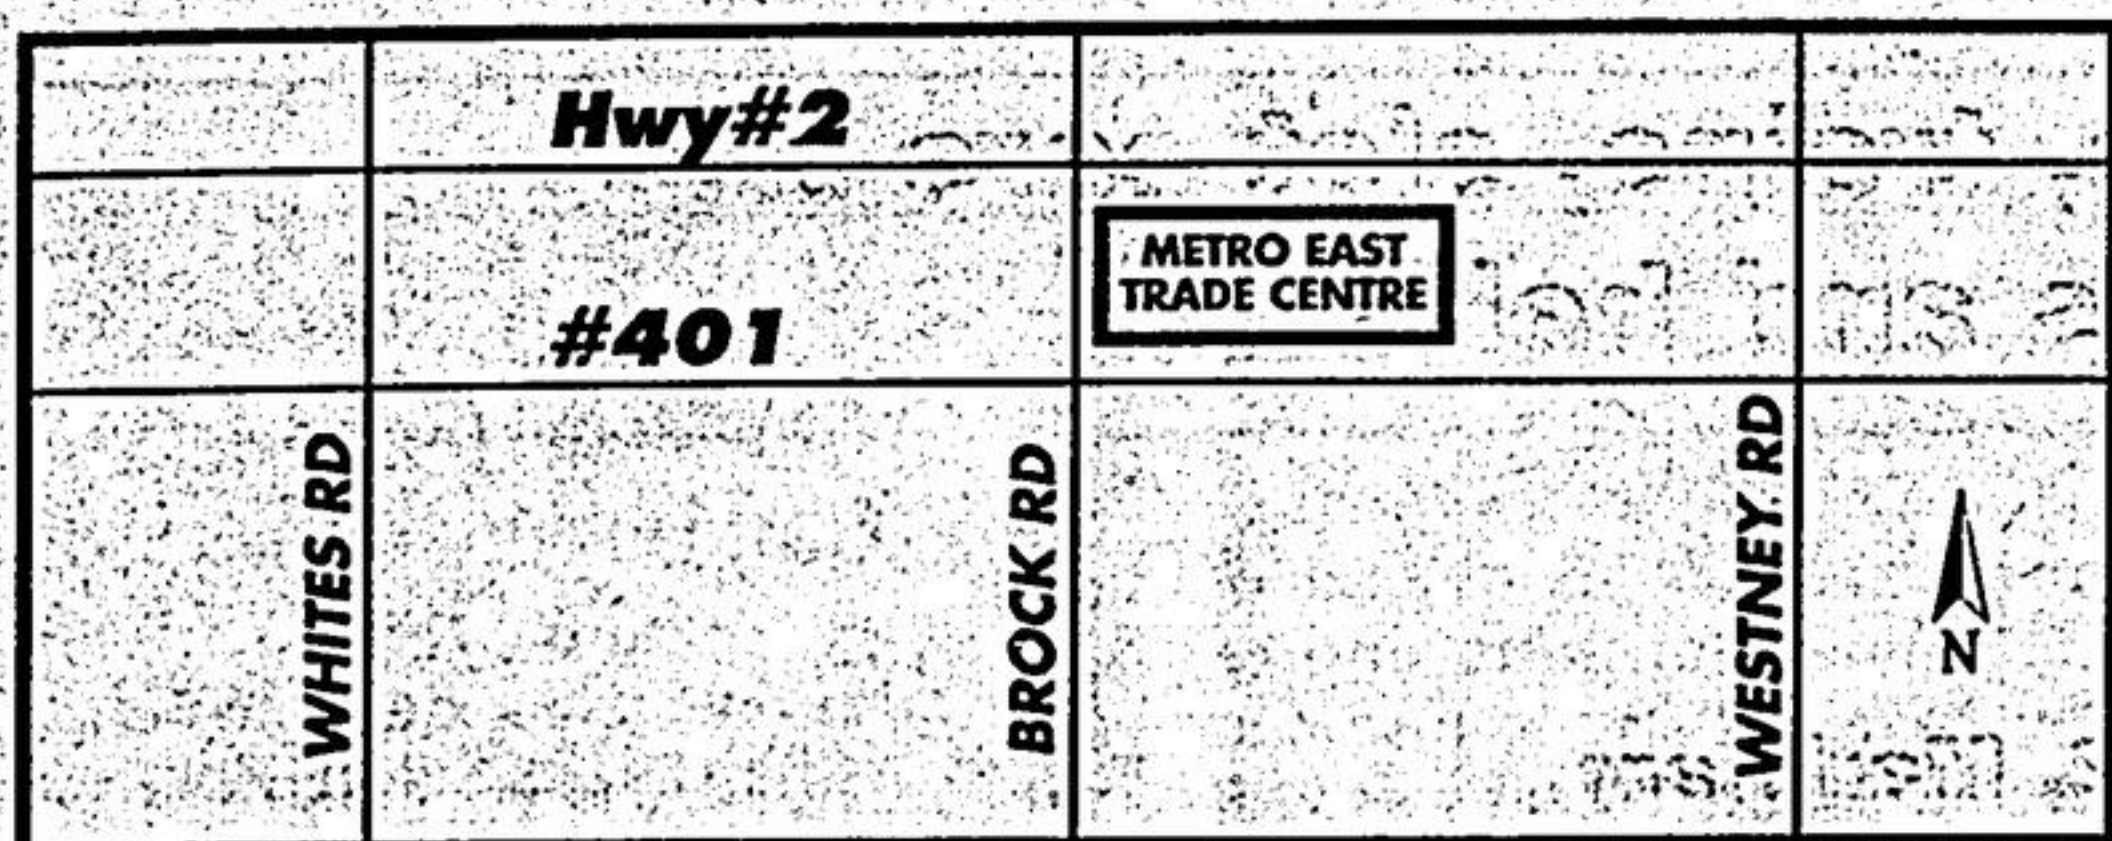 Hwy#2
METRO EAST
TRADE CENTRE
#401
WHITES RD
BROCK RD
WESTNEY RD
N